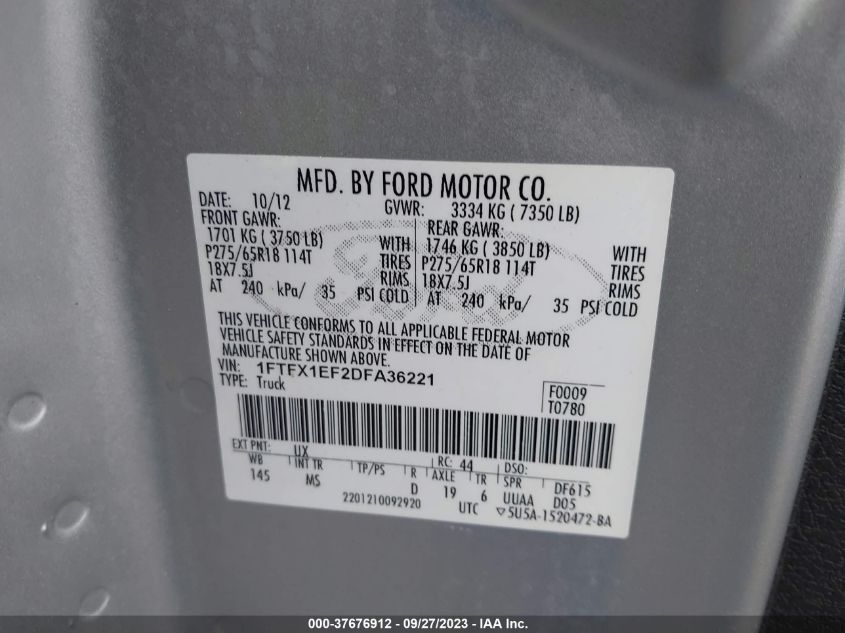 MFD. BY FORD MOTOR CO.
DATE: 10/12 GVWR: 3334 KG ( 7350 LB)
FRONT GAWR: REAR GAWR:
1701 KG ( 3750 LB) WITH 1746 KG ( 3850 LB) WITH
P275/65R18 114T TIRES P275/65R18 114T TIRES
18X7.5J RIMS 18X7.5J RIMS
AT 240 kPa/ 35 PSI COLD AT 240 kPa/ 35 PSI COLD
Ford
THIS VEHICLE CONFORMS TO ALL APPLICABLE FEDERAL MOTOR
VEHICLE SAFETY STANDARDS IN EFFECT ON THE DATE OF
MANUFACTURE SHOWN ABOVE.
VIN: 1FTFX1EF2DFA36221
TYPE: Truck
F0009
T0780
EXT PNT: UX RC: 44 DSO:
WB INT TR TP/PS R AXLE TR SPR DF615
145 MS D 19 6 UUAA D05
2201210092920 UTC ▽5U5A-1520472-BA
000-37676912 - 09/27/2023 - IAA Inc.